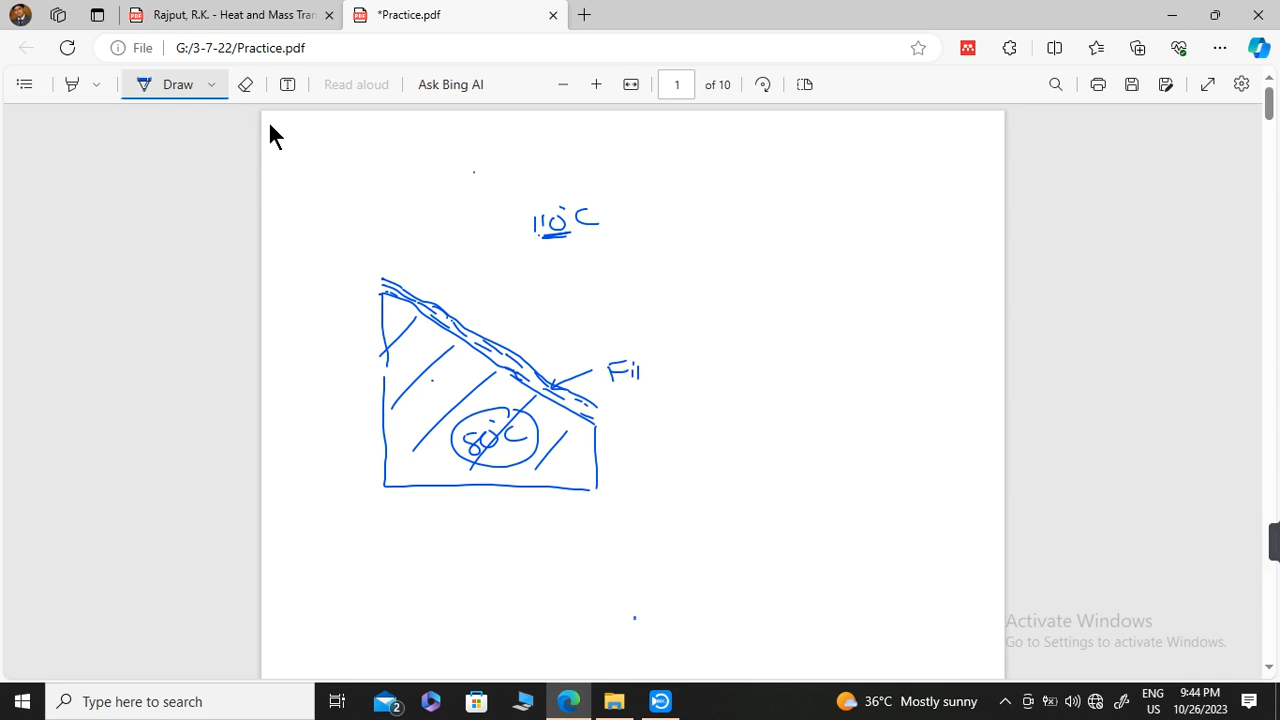 Rajput, R.K. - Heat and Mass Tran
*Practice.pdf
File G:/3-7-22/Practice.pdf
Draw
Read aloud
Ask Bing AI
1 of 10
110°C
Fil
80°C
Activate Windows
Go to Settings to activate Windows.
Type here to search
2
36°C Mostly sunny
ENG
US
9:44 PM
10/26/2023